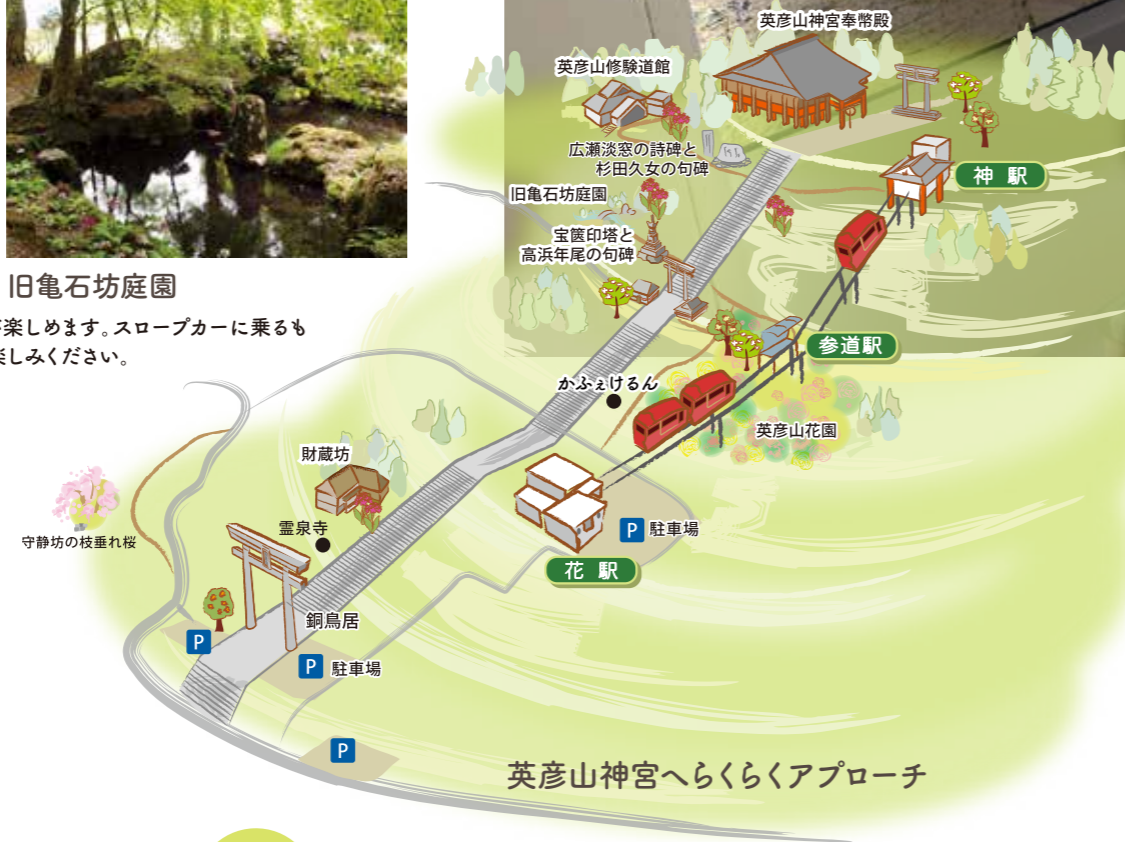 英彦山神宮奉幣殿
英彦山修験道館
広瀬淡窓の詩碑と
杉田久女の句碑
神 駅
旧亀石坊庭園
宝篋印塔と
高浜年尾の句碑
旧亀石坊庭園
楽しめます。スロープカーに乗るも
楽しみください。
参道駅
かふぇけるん
英彦山花園
財蔵坊
守静坊の枝垂れ桜
霊泉寺
P 駐車場
花 駅
銅鳥居
P
P 駐車場
P
英彦山神宮へらくらくアプローチ